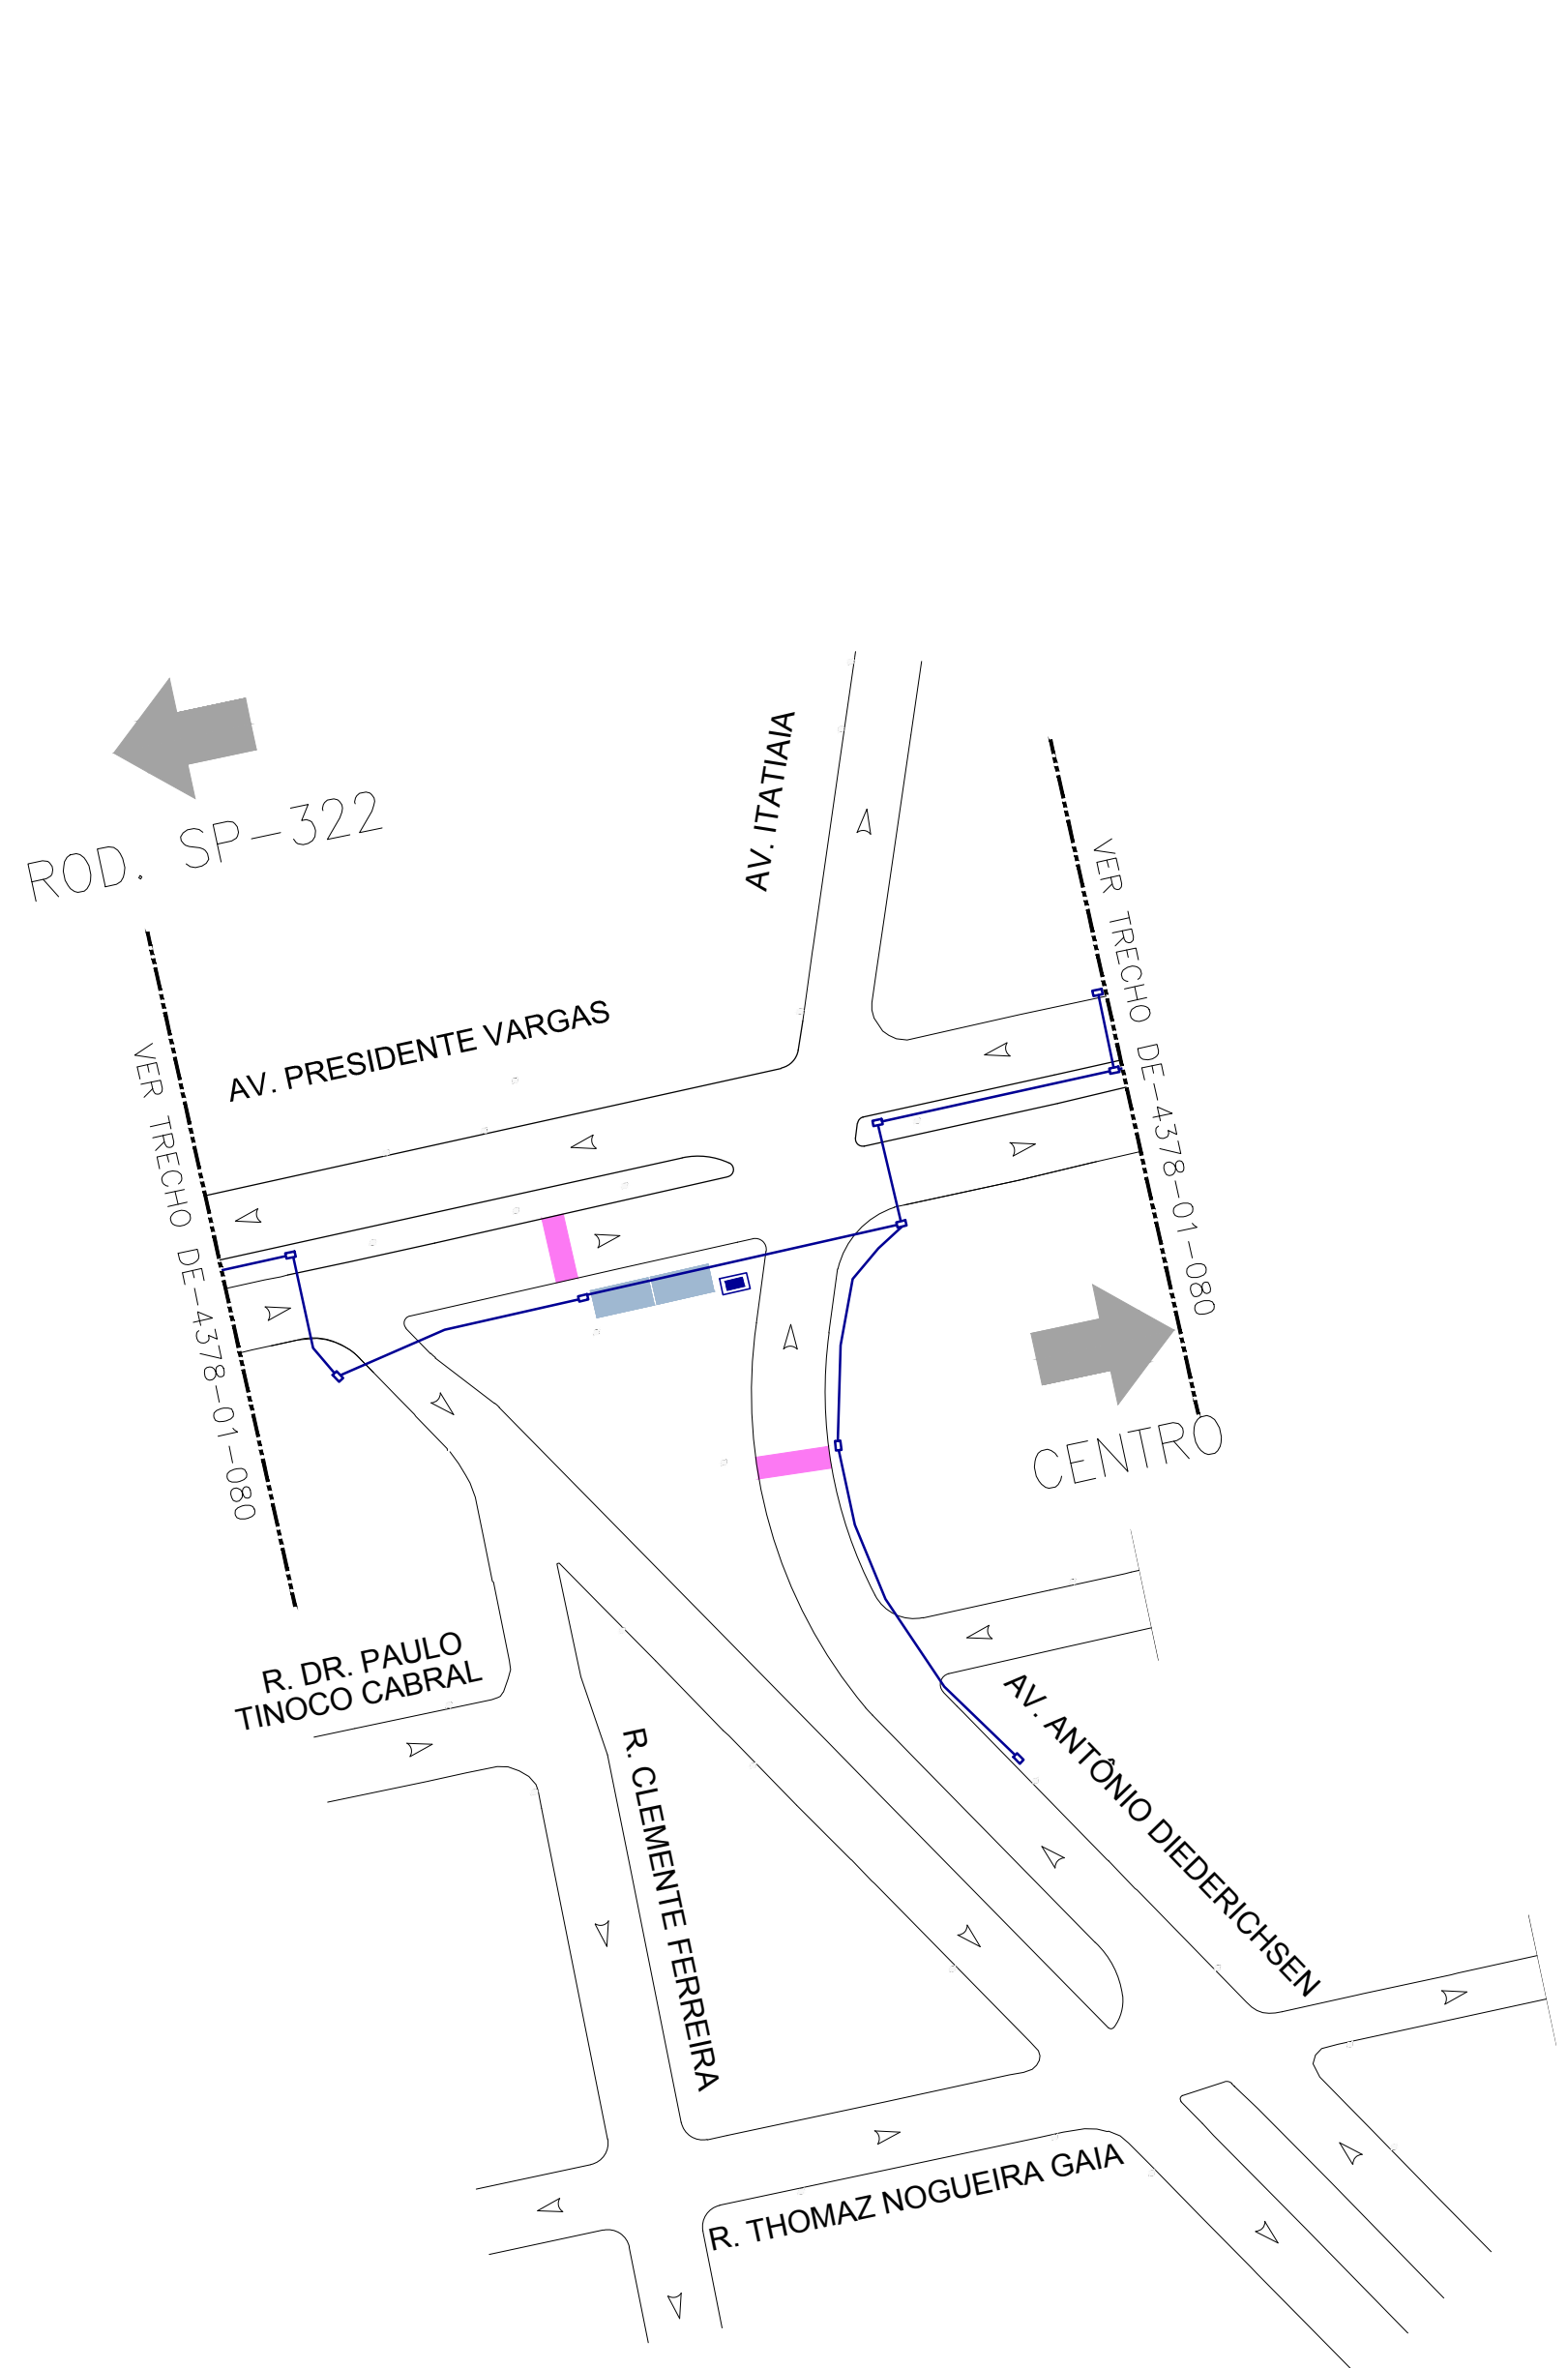 AV. ITATIAIA
ROD. SP-322
VER TRECHO DE-4378-01-080
AV. PRESIDENTE VARGAS
VER TRECHO DE-4378-01-080
CENTRO
R. DR. PAULO
TINOCO CABRAL
AV. ANTÔNIO DIEDERICHSEN
R. CLEMENTE FERREIRA
R. THOMAZ NOGUEIRA GAIA